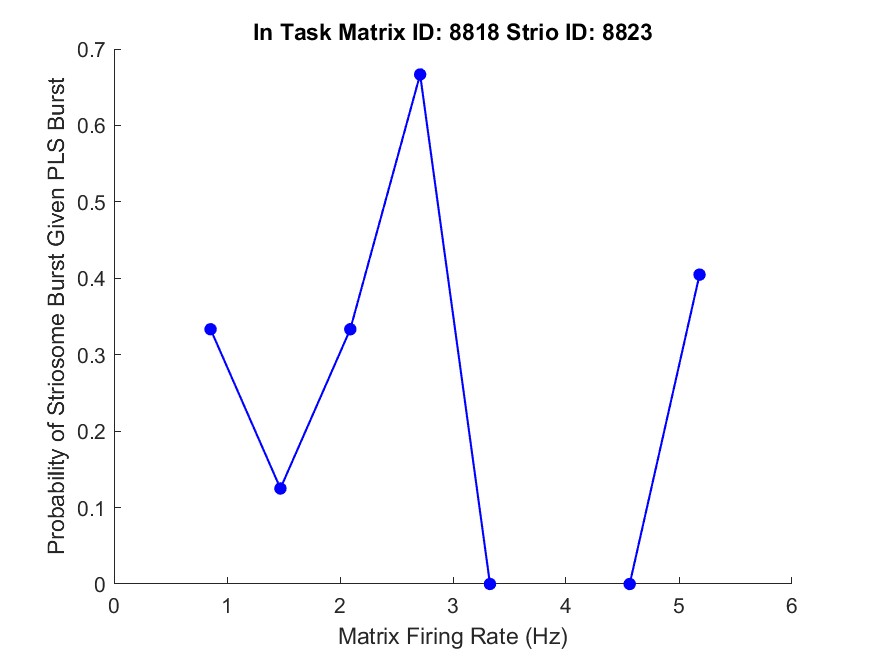 In Task Matrix ID: 8818 Strio ID: 8823
Probability of Striosome Burst Given PLS Burst
0.7
0.6
0.5
0.4
0.3
0.2
0.1
0
0 1 2 3 4 5 6
Matrix Firing Rate (Hz)